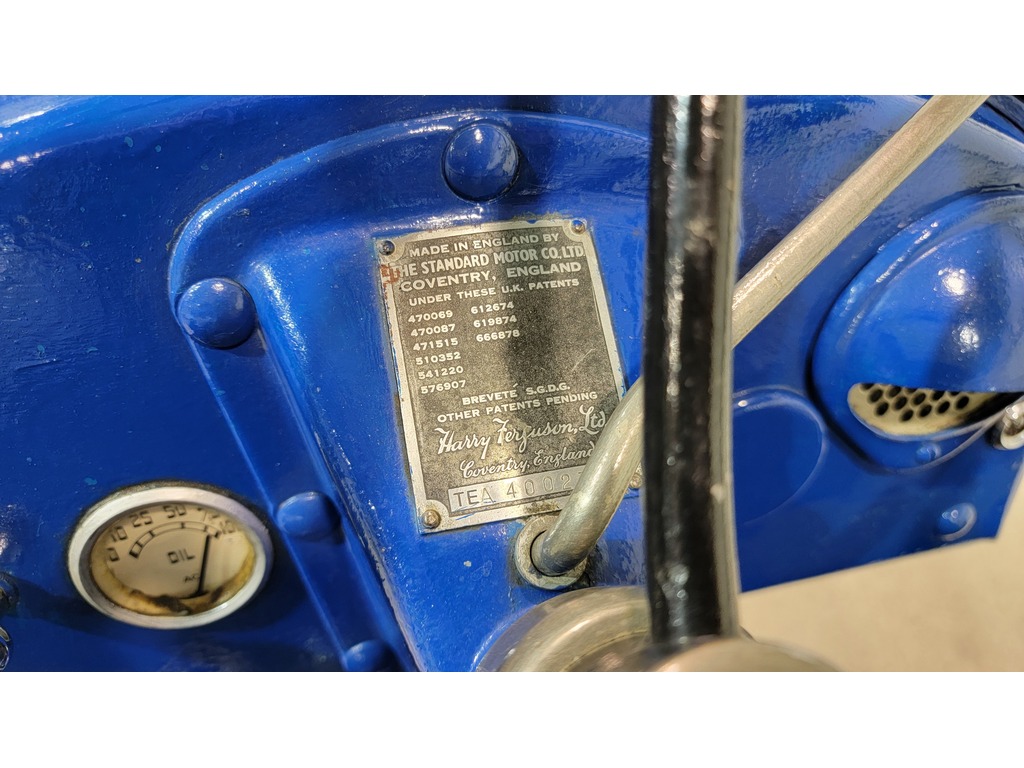 MADE IN ENGLAND BY
THE STANDARD MOTOR CO. LTD.
COVENTRY, ENGLAND
UNDER THESE U.K. PATENTS
470069 612674
470087 619874
471515 666878
510352
541220
576907
BREVETÉ S.G.D.G.
OTHER PATENTS PENDING
Harry Ferguson, Ltd.
Coventry, England
TEA 4002
0 10 25 50
OIL